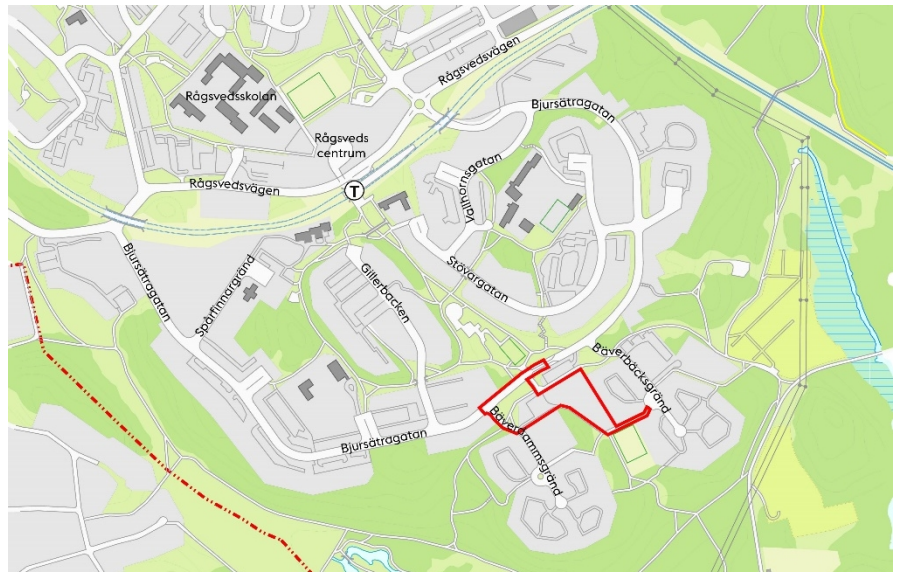 Rågsvedsvägen
Rågsvedsskolan
Bjursätragatan
Rågsveds
centrum
Vallhornsgatan
Rågsvedsvägen
T
Bjursätragatan
Spårfinnargränd
Gillerbacken
Stövargatan
Bäverbäcksgränd
Bjursätragatan
Bäverdammsgränd